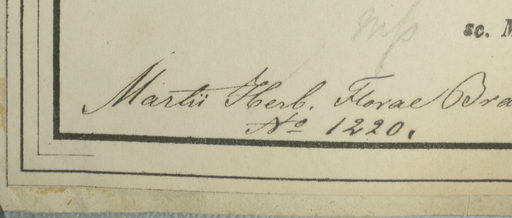 sc. M
Martii Herb. Florae Bra
No 1220.